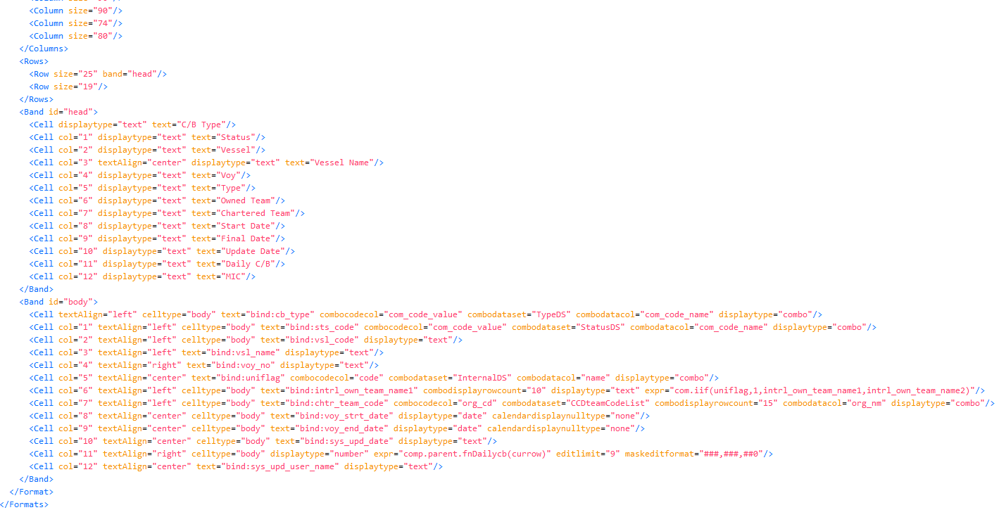 <Column size="90"/>
<Column size="74"/>
<Column size="80"/>
</Columns>
<Rows>
<Row size="25" band="head"/>
<Row size="19"/>
</Rows>
<Band id="head">
<Cell displaytype="text" text="C/B Type"/>
<Cell col="1" displaytype="text" text="Status"/>
<Cell col="2" displaytype="text" text="Vessel"/>
<Cell col="3" textAlign="center" displaytype="text" text="Vessel Name"/>
<Cell col="4" displaytype="text" text="Voy"/>
<Cell col="5" displaytype="text" text="Type"/>
<Cell col="6" displaytype="text" text="Owned Team"/>
<Cell col="7" displaytype="text" text="Chartered Team"/>
<Cell col="8" displaytype="text" text="Start Date"/>
<Cell col="9" displaytype="text" text="Final Date"/>
<Cell col="10" displaytype="text" text="Update Date"/>
<Cell col="11" displaytype="text" text="Daily C/B"/>
<Cell col="12" displaytype="text" text="MIC"/>
</Band>
<Band id="body">
<Cell textAlign="left" celltype="body" text="bind:cb_type" combocodecol="com_code_value" combodataset="TypeDS" combodatacol="com_code_name" displaytype="combo"/>
<Cell col="1" textAlign="left" celltype="body" text="bind:sts_code" combocodecol="com_code_value" combodataset="StatusDS" combodatacol="com_code_name" displaytype="combo"/>
<Cell col="2" textAlign="left" celltype="body" text="bind:vsl_code" displaytype="text"/>
<Cell col="3" textAlign="left" text="bind:vsl_name" displaytype="text"/>
<Cell col="4" textAlign="right" text="bind:voy_no" displaytype="text"/>
<Cell col="5" textAlign="center" text="bind:uniflag" combocodecol="code" combodataset="InternalDS" combodatacol="name" displaytype="combo"/>
<Cell col="6" textAlign="left" celltype="body" text="bind:intrl_own_team_name1" combodisplayrowcount="10" displaytype="text" expr="com.iif(uniflag,1,intrl_own_team_name1,intrl_own_team_name2)"/>
<Cell col="7" textAlign="left" celltype="body" text="bind:chtr_team_code" combocodecol="org_cd" combodataset="CCDteamCodeList" combodisplayrowcount="15" combodatacol="org_nm" displaytype="combo"/>
<Cell col="8" textAlign="center" celltype="body" text="bind:voy_strt_date" displaytype="date" calendardisplaynulltype="none"/>
<Cell col="9" textAlign="center" celltype="body" text="bind:voy_end_date" displaytype="date" calendardisplaynulltype="none"/>
<Cell col="10" textAlign="center" celltype="body" text="bind:sys_upd_date" displaytype="text"/>
<Cell col="11" textAlign="right" celltype="body" displaytype="number" expr="comp.parent.fnDailycb(currow)" editlimit="9" maskeditformat="###,###,##0"/>
<Cell col="12" textAlign="center" text="bind:sys_upd_user_name" displaytype="text"/>
</Band>
</Format>
</Formats>